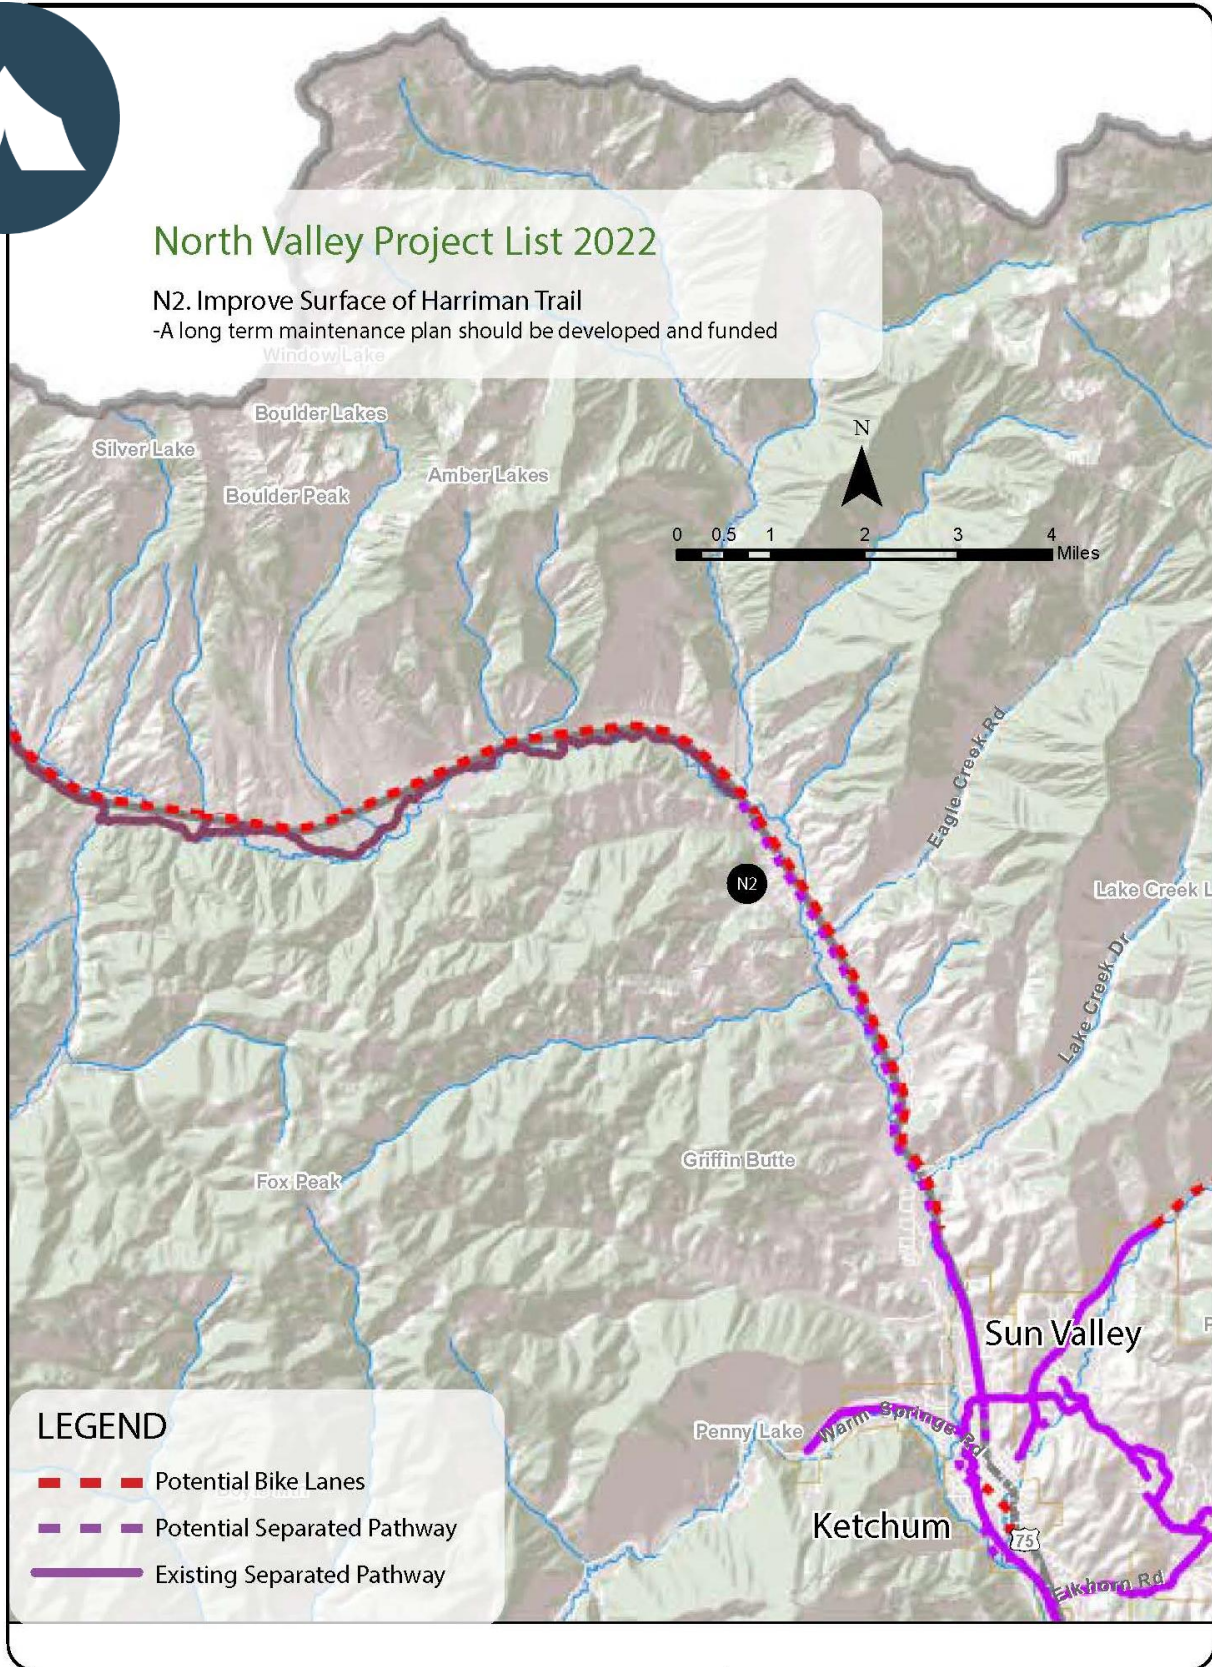 North Valley Project List 2022
N2. Improve Surface of Harriman Trail
-A long term maintenance plan should be developed and funded
Window Lake
Boulder Lakes
Silver Lake
Amber Lakes
Boulder Peak
N
0 0.5 1 2 3 4
Miles
Eagle Creek Rd
N2
Lake Creek L
Lake Creek Dr
Griffin Butte
Fox Peak
Sun Valley
Penny Lake
Warm Springs Rd
Ketchum
75
Elkhorn Rd
LEGEND
Potential Bike Lanes
Potential Separated Pathway
Existing Separated Pathway